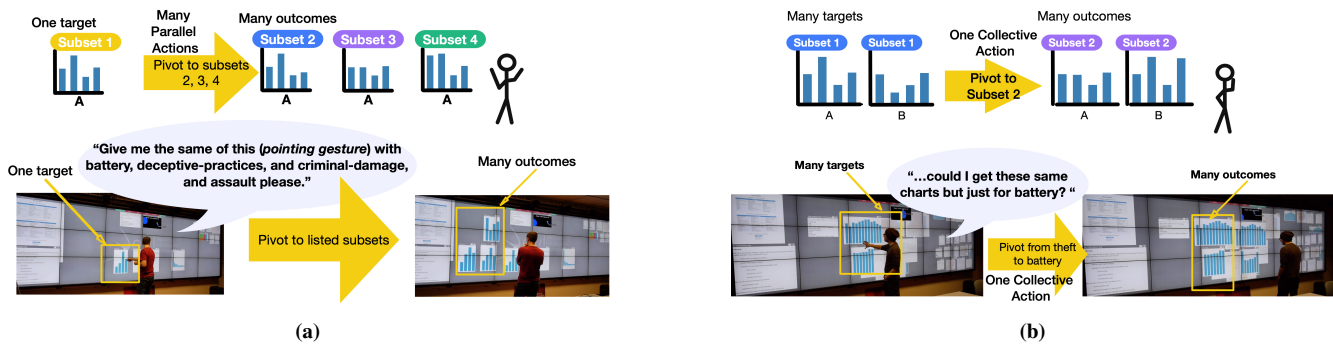 One target
Many
Parallel
Actions
Many outcomes
Subset 1
Subset 2
Subset 3
Subset 4
Pivot to subsets
2, 3, 4
A
A
A
A
“Give me the same of this (pointing gesture) with
battery, deceptive-practices, and criminal-damage,
and assault please.”
One target
Many outcomes
Pivot to listed subsets
(a)
Many targets
Many outcomes
Subset 1
Subset 1
One Collective
Action
Subset 2
Subset 2
Pivot to
Subset 2
A
B
A
B
Many targets
“...could I get these same
charts but just for battery? “
Many outcomes
Pivot from theft
to battery
One Collective
Action
(b)